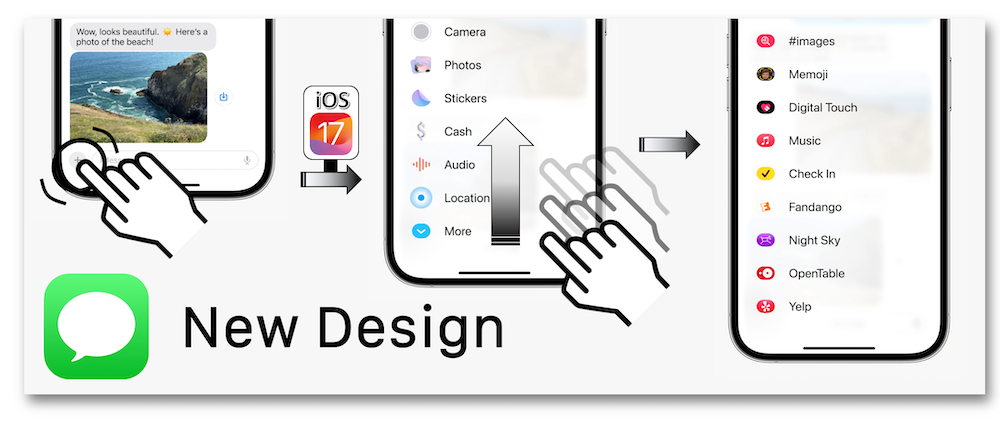 Wow, looks beautiful. ☀️ Here's a
photo of the beach!
iOS
17
Camera
Photos
Stickers
Cash
Audio
Location
More
#images
Memoji
Digital Touch
Music
Check In
Fandango
Night Sky
OpenTable
Yelp
New Design